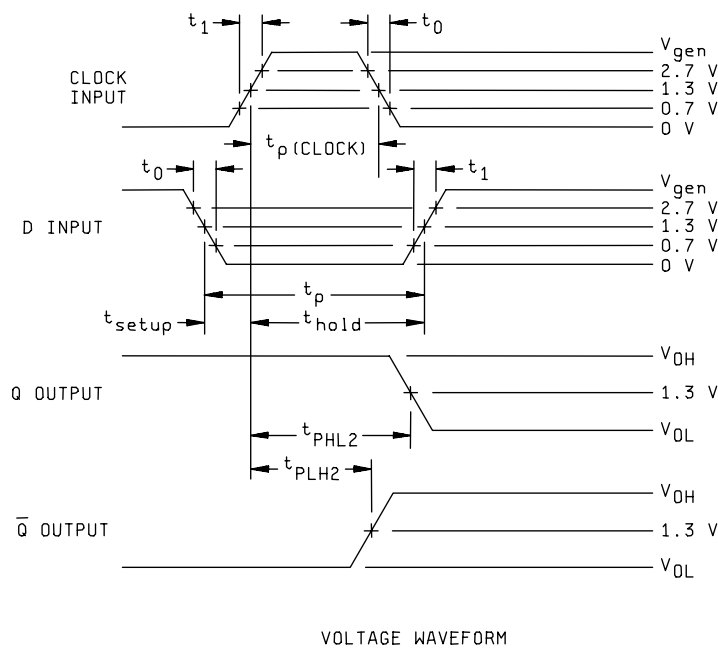 t1
t0
CLOCK
INPUT
Vgen
2.7 V
1.3 V
0.7 V
0 V
tp(CLOCK)
t0
t1
D INPUT
Vgen
2.7 V
1.3 V
0.7 V
0 V
tp
tsetup
thold
Q OUTPUT
VOH
1.3 V
VOL
tPHL2
tPLH2
Q̅ OUTPUT
VOH
1.3 V
VOL
VOLTAGE WAVEFORM